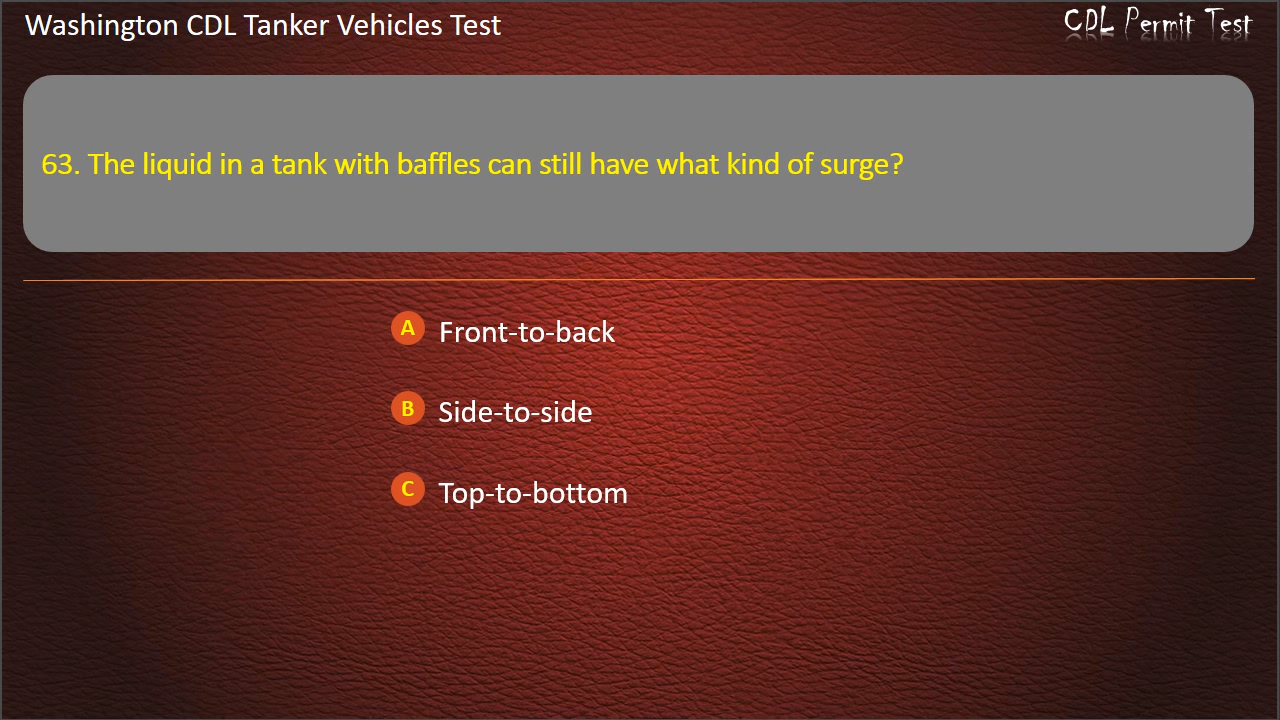 Washington CDL Tanker Vehicles Test
CDL Permit Test
63. The liquid in a tank with baffles can still have what kind of surge?
A Front-to-back
B Side-to-side
C Top-to-bottom